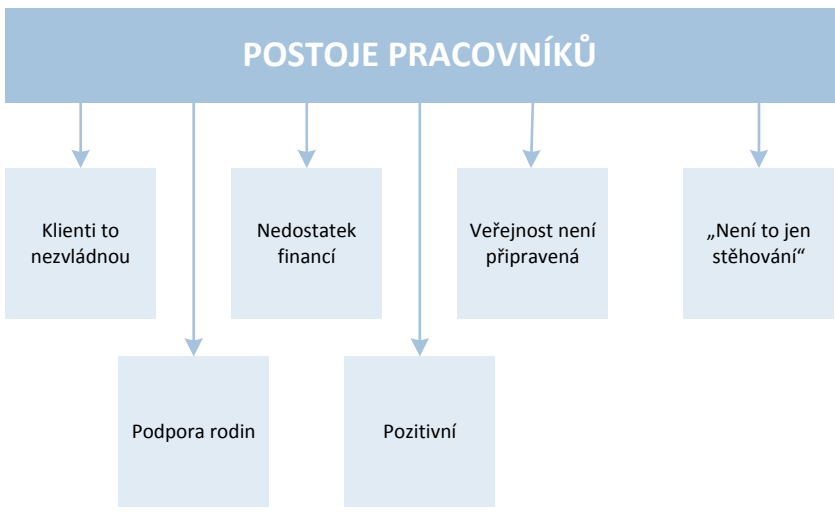 POSTOJE PRACOVNÍKŮ
Klienti to
nezvládnou
Nedostatek
financí
Veřejnost není
připravená
„Není to jen
stěhování“
Podpora rodin
Pozitivní